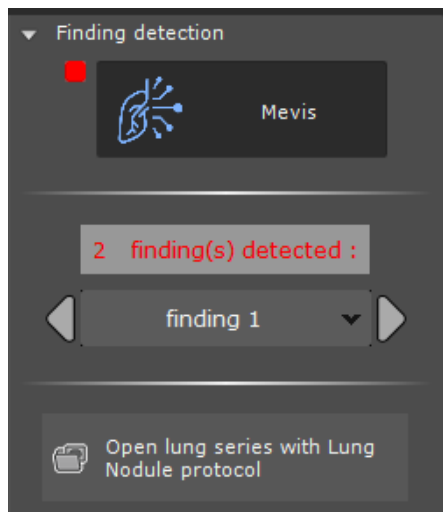 Finding detection
Mevis
2 finding(s) detected :
finding 1
Open lung series with Lung
Nodule protocol